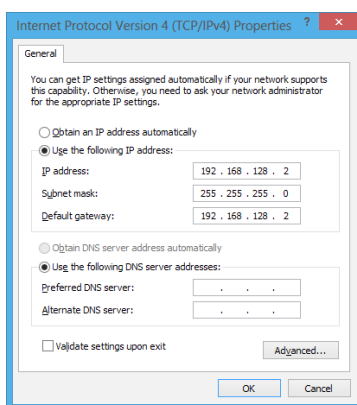 Internet Protocol Version 4 (TCP/IPv4) Properties ? ×
General
You can get IP settings assigned automatically if your network supports
this capability. Otherwise, you need to ask your network administrator
for the appropriate IP settings.
Obtain an IP address automatically
Use the following IP address:
IP address: 192 . 168 . 128 . 2
Subnet mask: 255 . 255 . 255 . 0
Default gateway: 192 . 168 . 128 . 2
Obtain DNS server address automatically
Use the following DNS server addresses:
Preferred DNS server: . . .
Alternate DNS server: . . .
Validate settings upon exit
Advanced...
OK Cancel